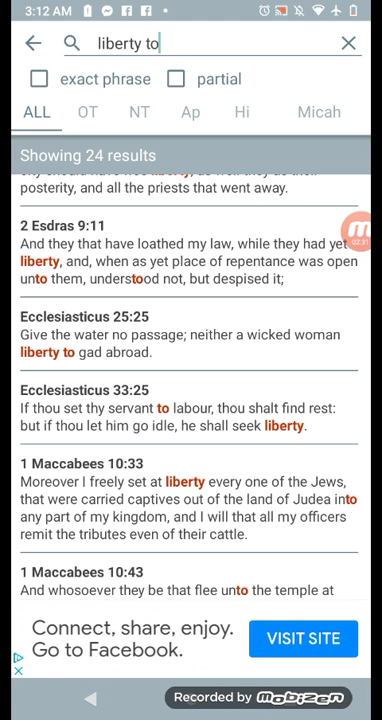 3:12 AM
liberty to
exact phrase partial
ALL OT NT Ap Hi Micah
Showing 24 results
posterity, and all the priests that went away.
2 Esdras 9:11
And they that have loathed my law, while they had yet
liberty, and, when as yet place of repentance was open
unto them, understood not, but despised it;
Ecclesiasticus 25:25
Give the water no passage; neither a wicked woman
liberty to gad abroad.
Ecclesiasticus 33:25
If thou set thy servant to labour, thou shalt find rest:
but if thou let him go idle, he shall seek liberty.
1 Maccabees 10:33
Moreover I freely set at liberty every one of the Jews,
that were carried captives out of the land of Judea into
any part of my kingdom, and I will that all my officers
remit the tributes even of their cattle.
1 Maccabees 10:43
And whosoever they be that flee unto the temple at
Connect, share, enjoy.
Go to Facebook.
VISIT SITE
Recorded by mobizen